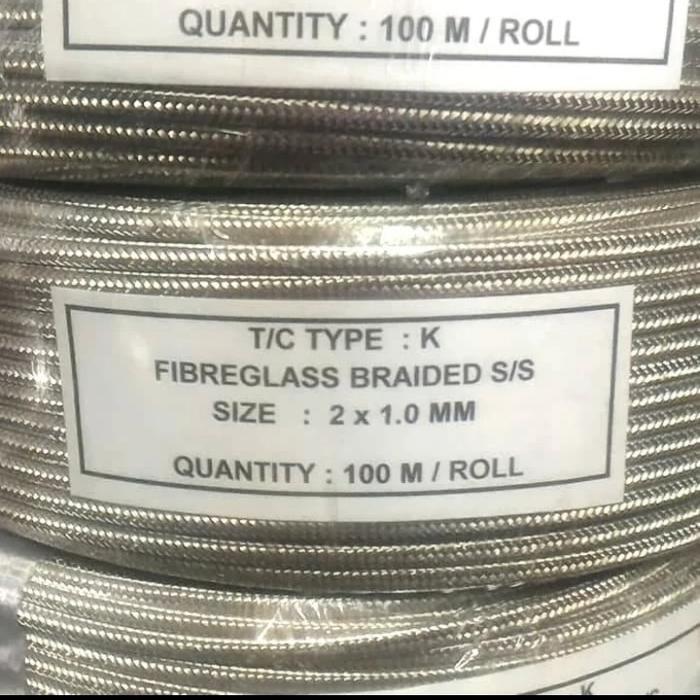 QUANTITY : 100 M / ROLL
T/C TYPE : K
FIBREGLASS BRAIDED S/S
SIZE : 2 x 1.0 MM
QUANTITY : 100 M / ROLL
K